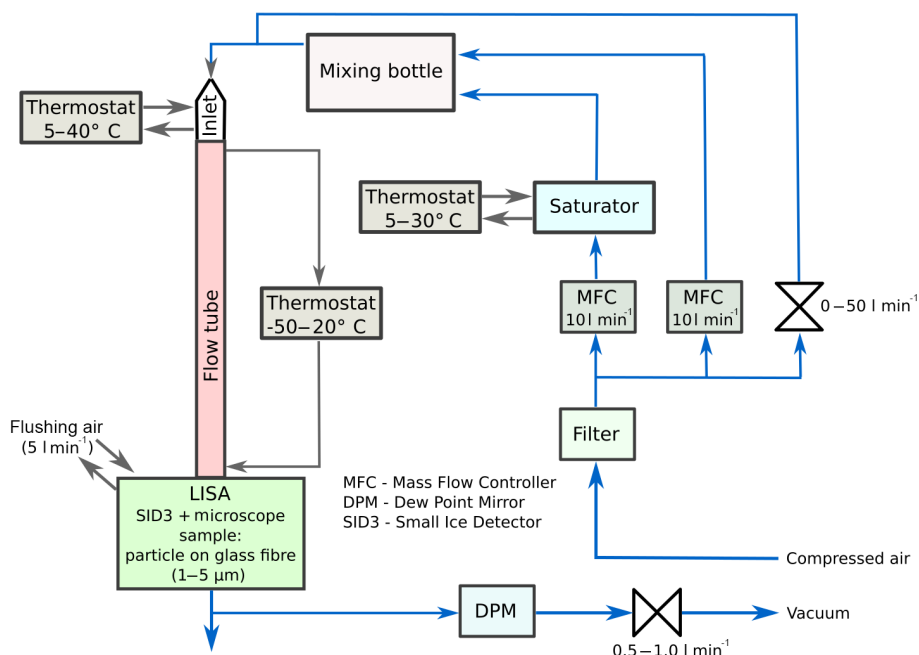 Mixing bottle
Inlet
Thermostat
5–40° C
Thermostat
5–30° C
Saturator
Thermostat
-50–20° C
MFC
10 l min⁻¹
MFC
10 l min⁻¹
0–50 l min⁻¹
Flow tube
Filter
Flushing air
(5 l min⁻¹)
LISA
SID3 + microscope
sample:
particle on glass fibre
(1–5 μm)
MFC - Mass Flow Controller
DPM - Dew Point Mirror
SID3 - Small Ice Detector
Compressed air
DPM
Vacuum
0.5–1.0 l min⁻¹